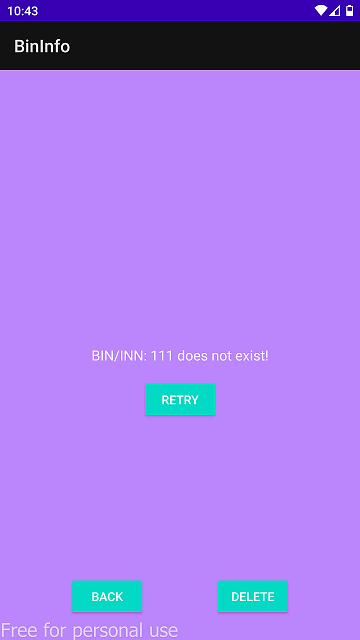 10:43
BinInfo
BIN/INN: 111 does not exist!
RETRY
BACK
DELETE
Free for personal use